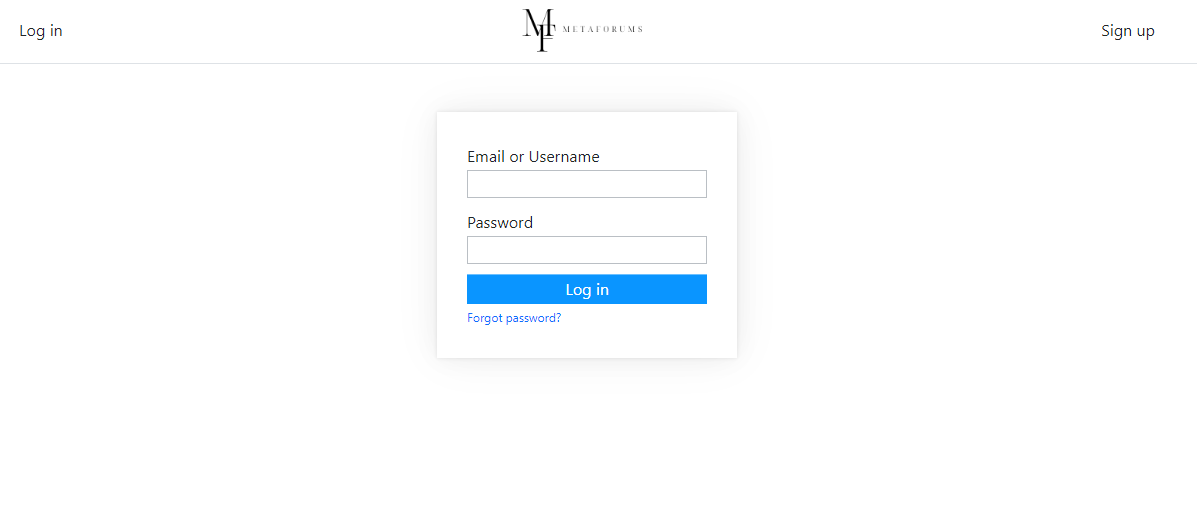 Log in
MF METAFORUMS
Sign up
Email or Username
Password
Log in
Forgot password?